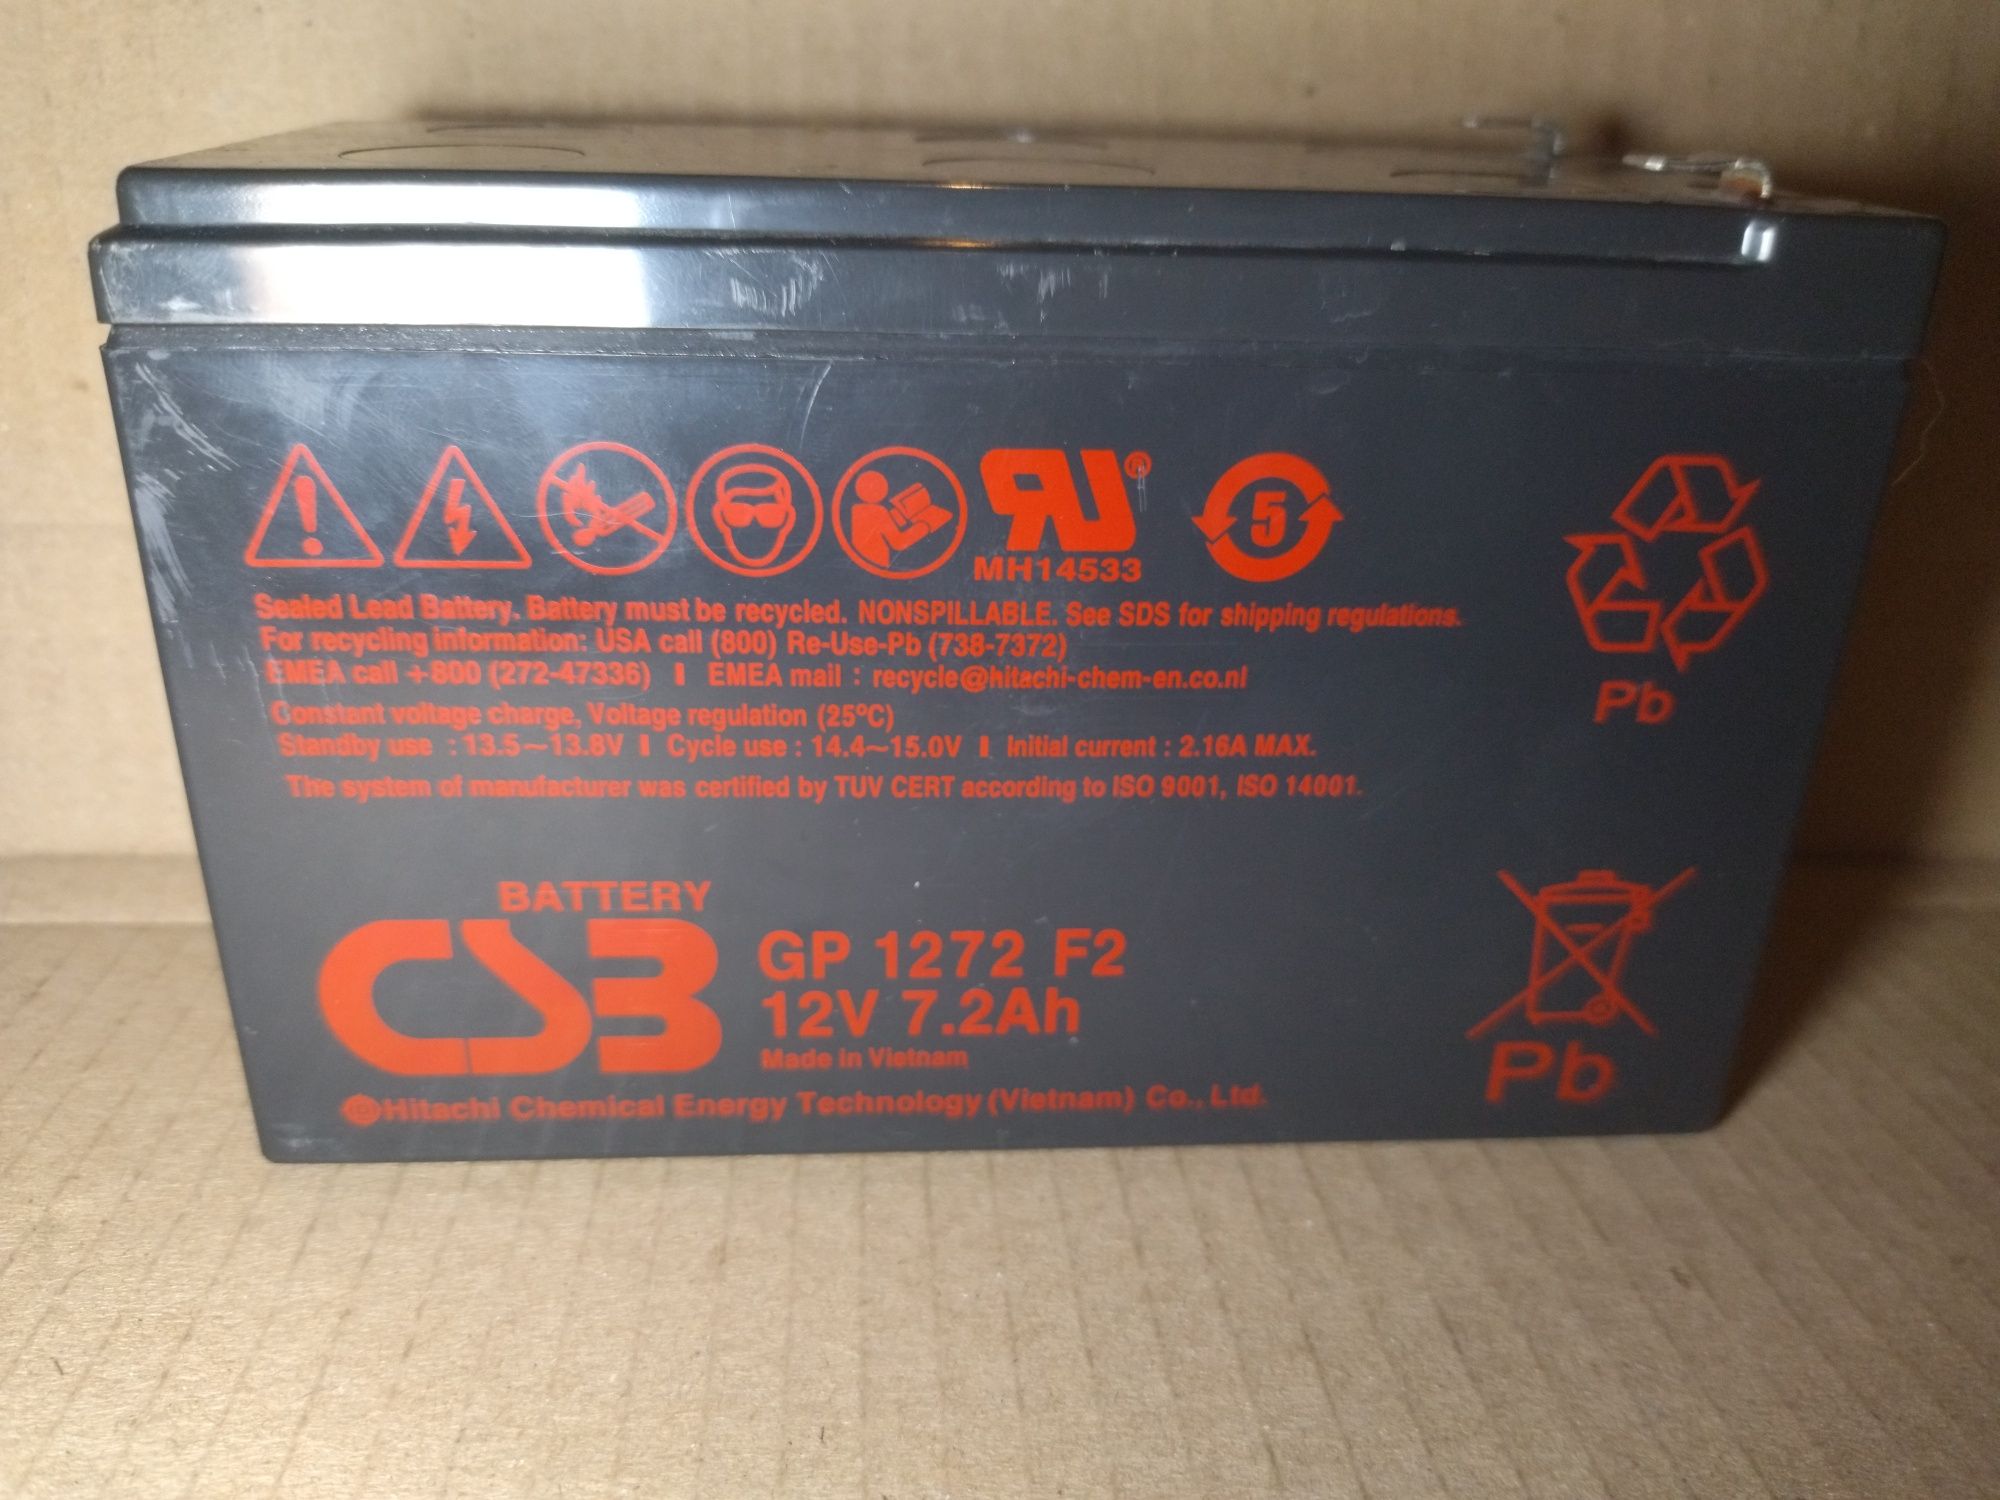 MH14533
5
Sealed Lead Battery. Battery must be recycled. NONSPILLABLE. See SDS for shipping regulations.
For recycling information: USA call (800) Re-Use-Pb (738-7372)
EMEA call +800 (272-47336) I EMEA mail : recycle@hitachi-chem-en.co.nl
Pb
Constant voltage charge, Voltage regulation (25°C)
Standby use : 13.5~13.8V I Cycle use : 14.4~15.0V I Initial current : 2.16A MAX.
The system of manufacturer was certified by TUV CERT according to ISO 9001, ISO 14001.
BATTERY
CSB
GP 1272 F2
12V 7.2Ah
Made in Vietnam
Hitachi Chemical Energy Technology (Vietnam) Co., Ltd.
Pb